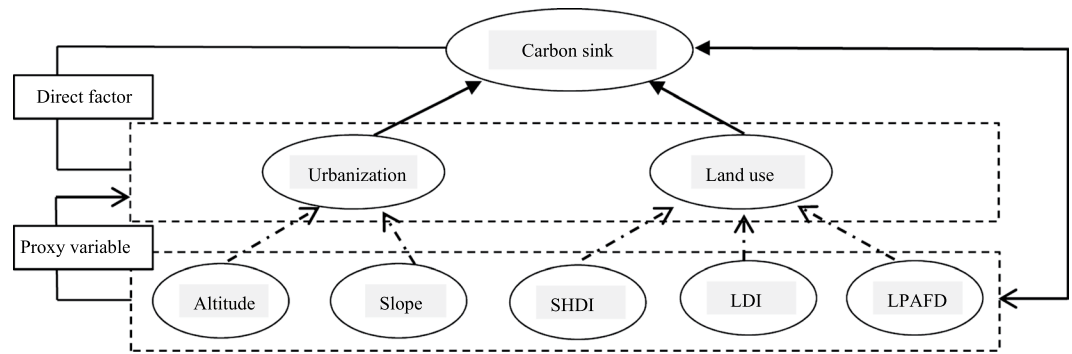 Carbon sink
Direct factor
Urbanization
Land use
Proxy variable
Altitude
Slope
SHDI
LDI
LPAFD